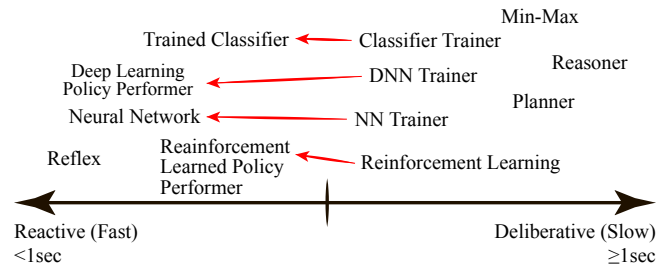 Min-Max
Trained Classifier
Classifier Trainer
Reasoner
Deep Learning
Policy Performer
DNN Trainer
Planner
Neural Network
NN Trainer
Reflex
Reainforcement
Learned Policy
Performer
Reinforcement Learning
Reactive (Fast)
<1sec
Deliberative (Slow)
≥1sec